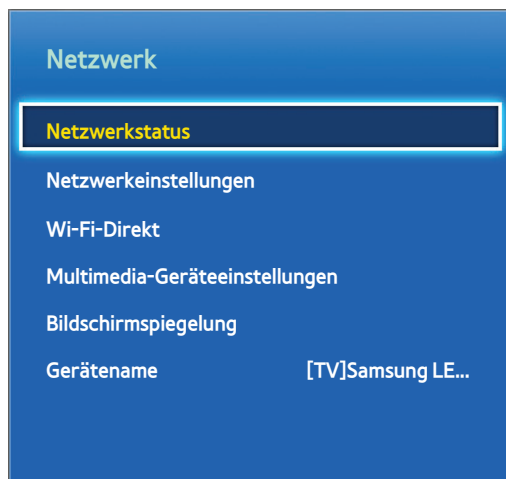 Netzwerk
Netzwerkstatus
Netzwerkeinstellungen
Wi-Fi-Direkt
Multimedia-Geräteeinstellungen
Bildschirmspiegelung
Gerätename [TV]Samsung LE...